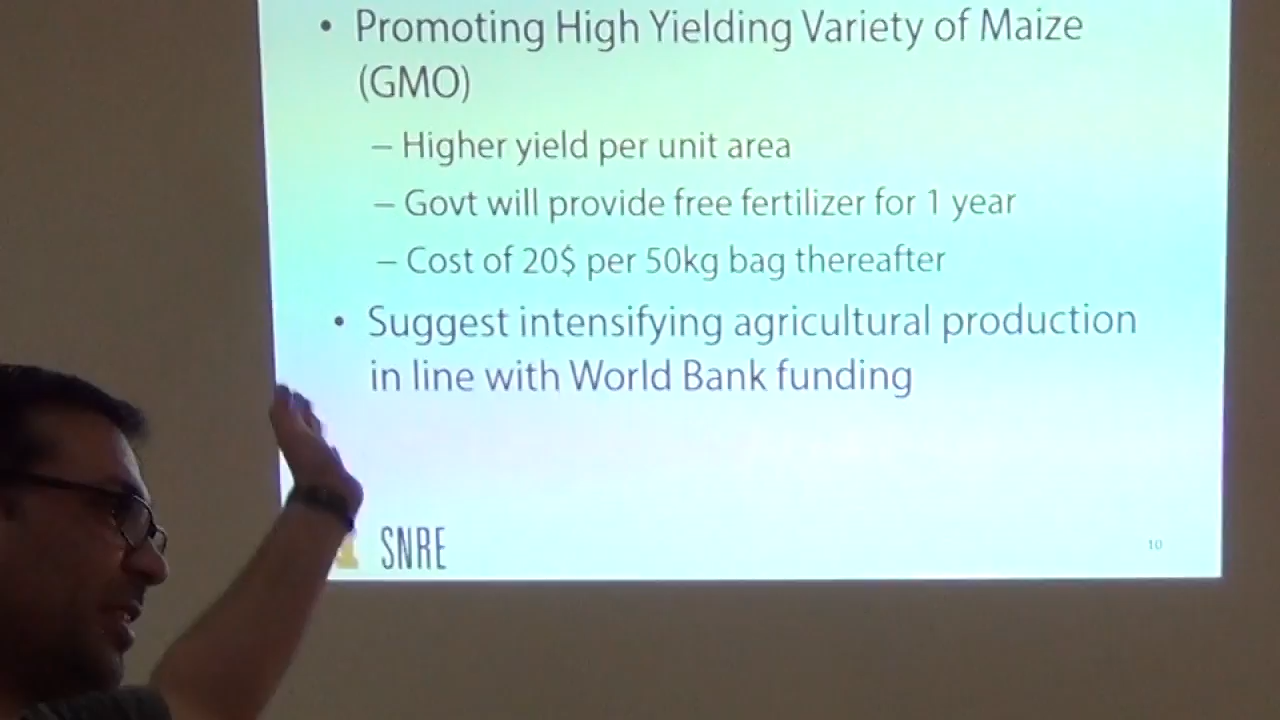 • Promoting High Yielding Variety of Maize
(GMO)
– Higher yield per unit area
– Govt will provide free fertilizer for 1 year
– Cost of 20$ per 50kg bag thereafter
• Suggest intensifying agricultural production
in line with World Bank funding
SNRE
10